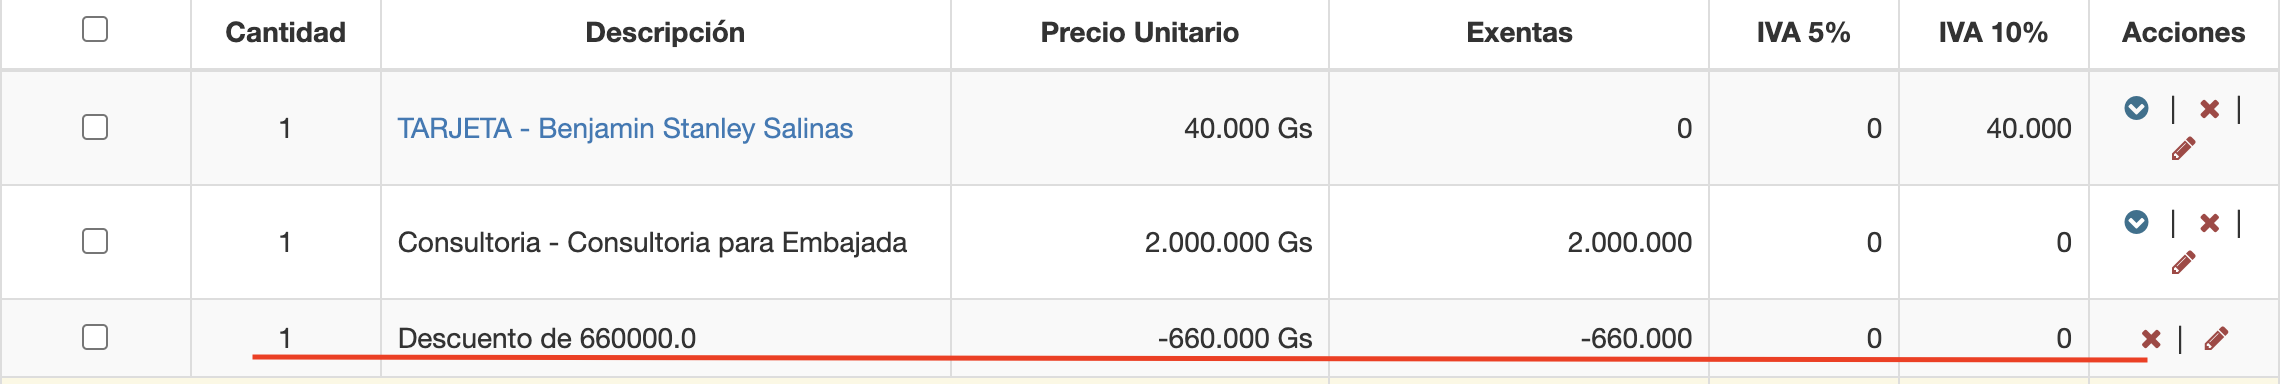 Cantidad Descripción Precio Unitario Exentas IVA 5% IVA 10% Acciones
1 TARJETA - Benjamin Stanley Salinas 40.000 Gs 0 0 40.000 | |
1 Consultoria - Consultoria para Embajada 2.000.000 Gs 2.000.000 0 0 | |
1 Descuento de 660000.0 -660.000 Gs -660.000 0 0 |